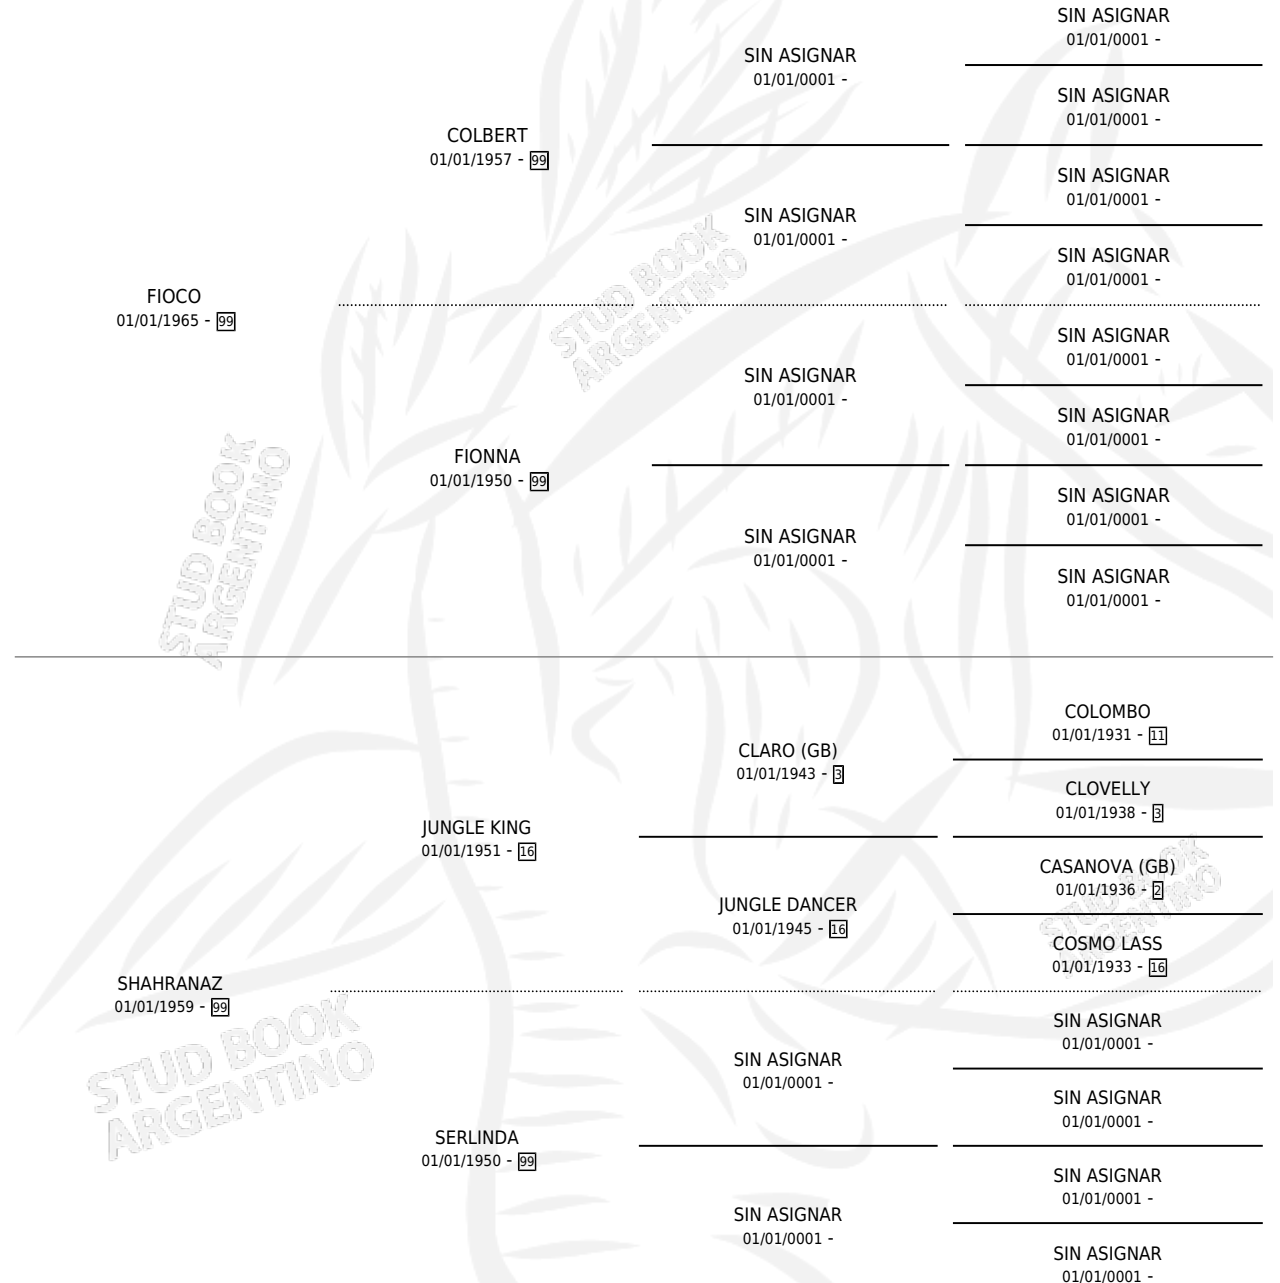 SIN ASIGNAR
01/01/0001 -
SIN ASIGNAR
01/01/0001 -
SIN ASIGNAR
01/01/0001 -
COLBERT
01/01/1957 - 99
SIN ASIGNAR
01/01/0001 -
SIN ASIGNAR
01/01/0001 -
SIN ASIGNAR
01/01/0001 -
STUD BOOK
ARGENTINO
FIOCO
01/01/1965 - 99
SIN ASIGNAR
01/01/0001 -
SIN ASIGNAR
01/01/0001 -
SIN ASIGNAR
01/01/0001 -
FIONNA
01/01/1950 - 99
STUD BOOK
ARGENTINO
SIN ASIGNAR
01/01/0001 -
SIN ASIGNAR
01/01/0001 -
SIN ASIGNAR
01/01/0001 -
COLOMBO
01/01/1931 - 11
CLARO (GB)
01/01/1943 - 3
CLOVELLY
01/01/1938 - 3
JUNGLE KING
01/01/1951 - 16
CASANOVA (GB)
01/01/1936 - 2
STUD BOOK
ARGENTINO
JUNGLE DANCER
01/01/1945 - 16
COSMO LASS
01/01/1933 - 16
SHAHRANAZ
01/01/1959 - 99
STUD BOOK
ARGENTINO
SIN ASIGNAR
01/01/0001 -
SIN ASIGNAR
01/01/0001 -
SIN ASIGNAR
01/01/0001 -
SERLINDA
01/01/1950 - 99
SIN ASIGNAR
01/01/0001 -
SIN ASIGNAR
01/01/0001 -
SIN ASIGNAR
01/01/0001 -